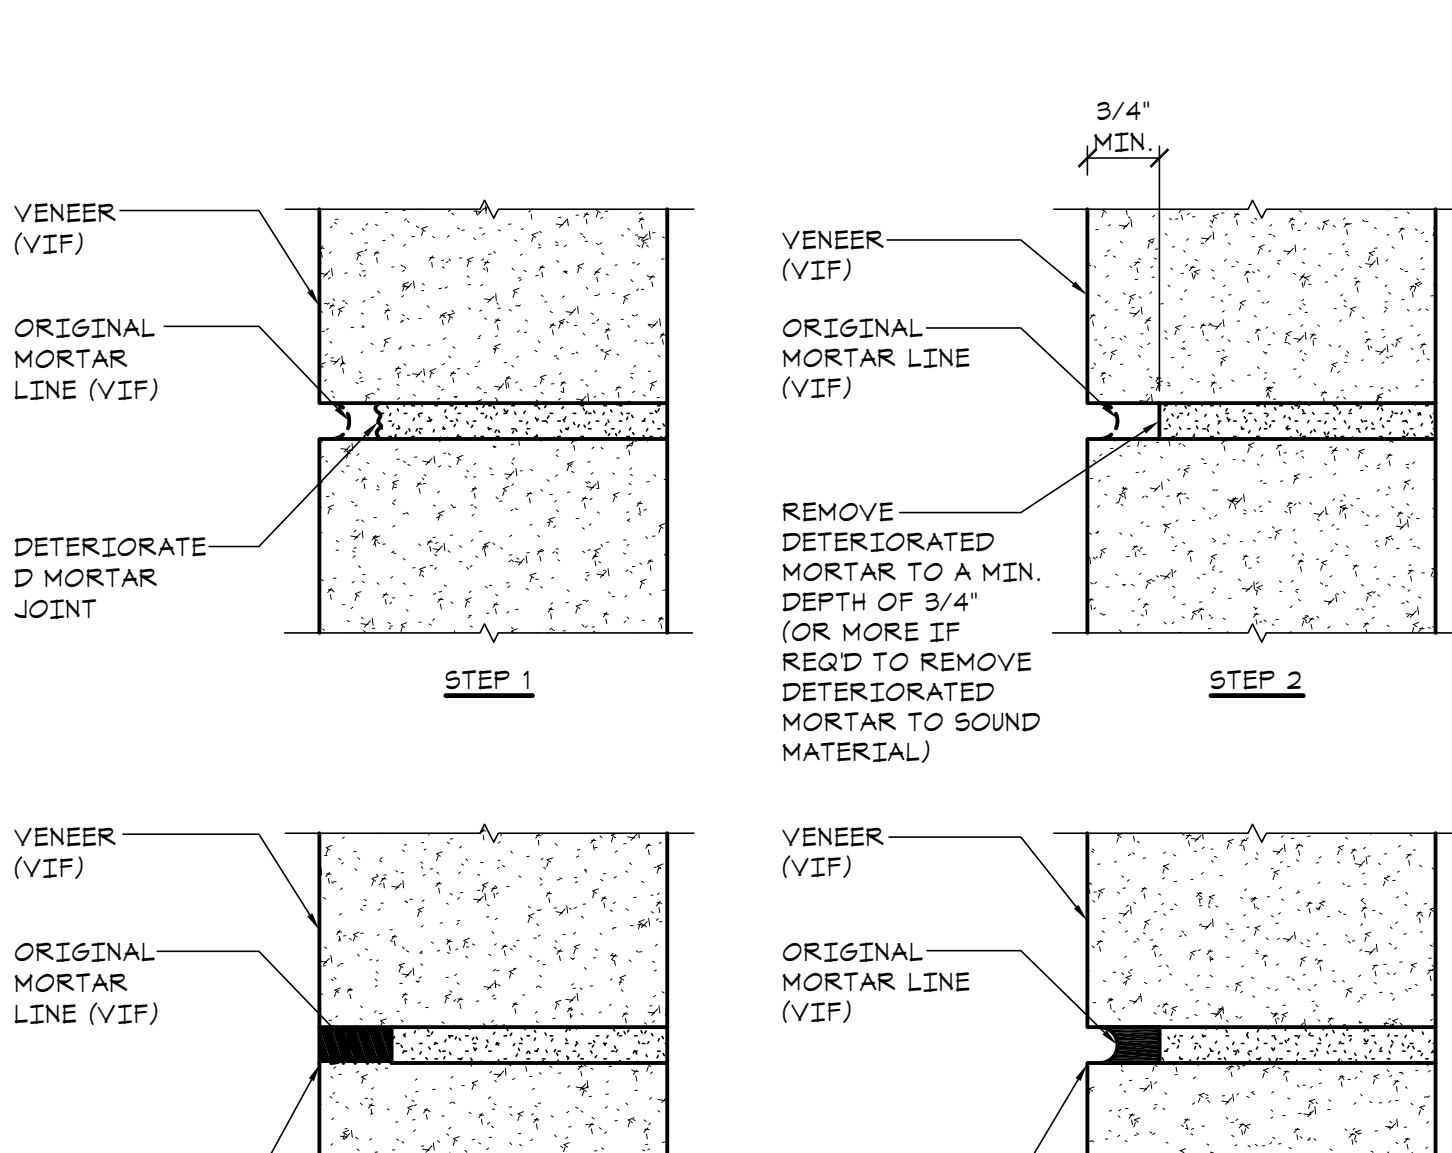 VENEER
(VIF)
ORIGINAL
MORTAR
LINE (VIF)
DETERIORATE
D MORTAR
JOINT
STEP 1
3/4"
MIN.
VENEER
(VIF)
ORIGINAL
MORTAR LINE
(VIF)
REMOVE
DETERIORATED
MORTAR TO A MIN.
DEPTH OF 3/4"
(OR MORE IF
REQ'D TO REMOVE
DETERIORATED
MORTAR TO SOUND
MATERIAL)
STEP 2
VENEER
(VIF)
ORIGINAL
MORTAR
LINE (VIF)
VENEER
(VIF)
ORIGINAL
MORTAR LINE
(VIF)